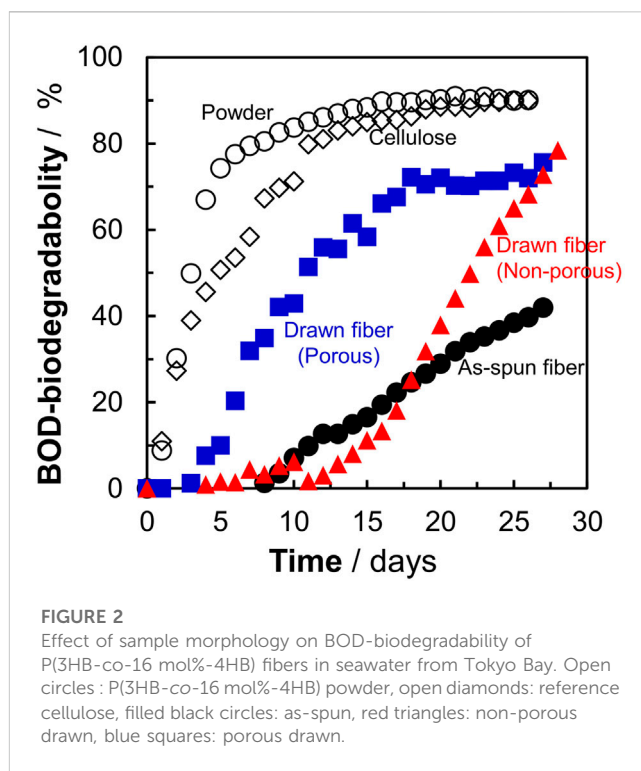 100
80
60
40
20
0
BOD-biodegradabolity / %
Powder
Cellulose
Drawn fiber
(Porous)
Drawn fiber
(Non-porous)
As-spun fiber
0 5 10 15 20 25 30
Time / days
FIGURE 2
Effect of sample morphology on BOD-biodegradability of
P(3HB-co-16 mol%-4HB) fibers in seawater from Tokyo Bay. Open
circles : P(3HB-co-16 mol%-4HB) powder, open diamonds: reference
cellulose, filled black circles: as-spun, red triangles: non-porous
drawn, blue squares: porous drawn.